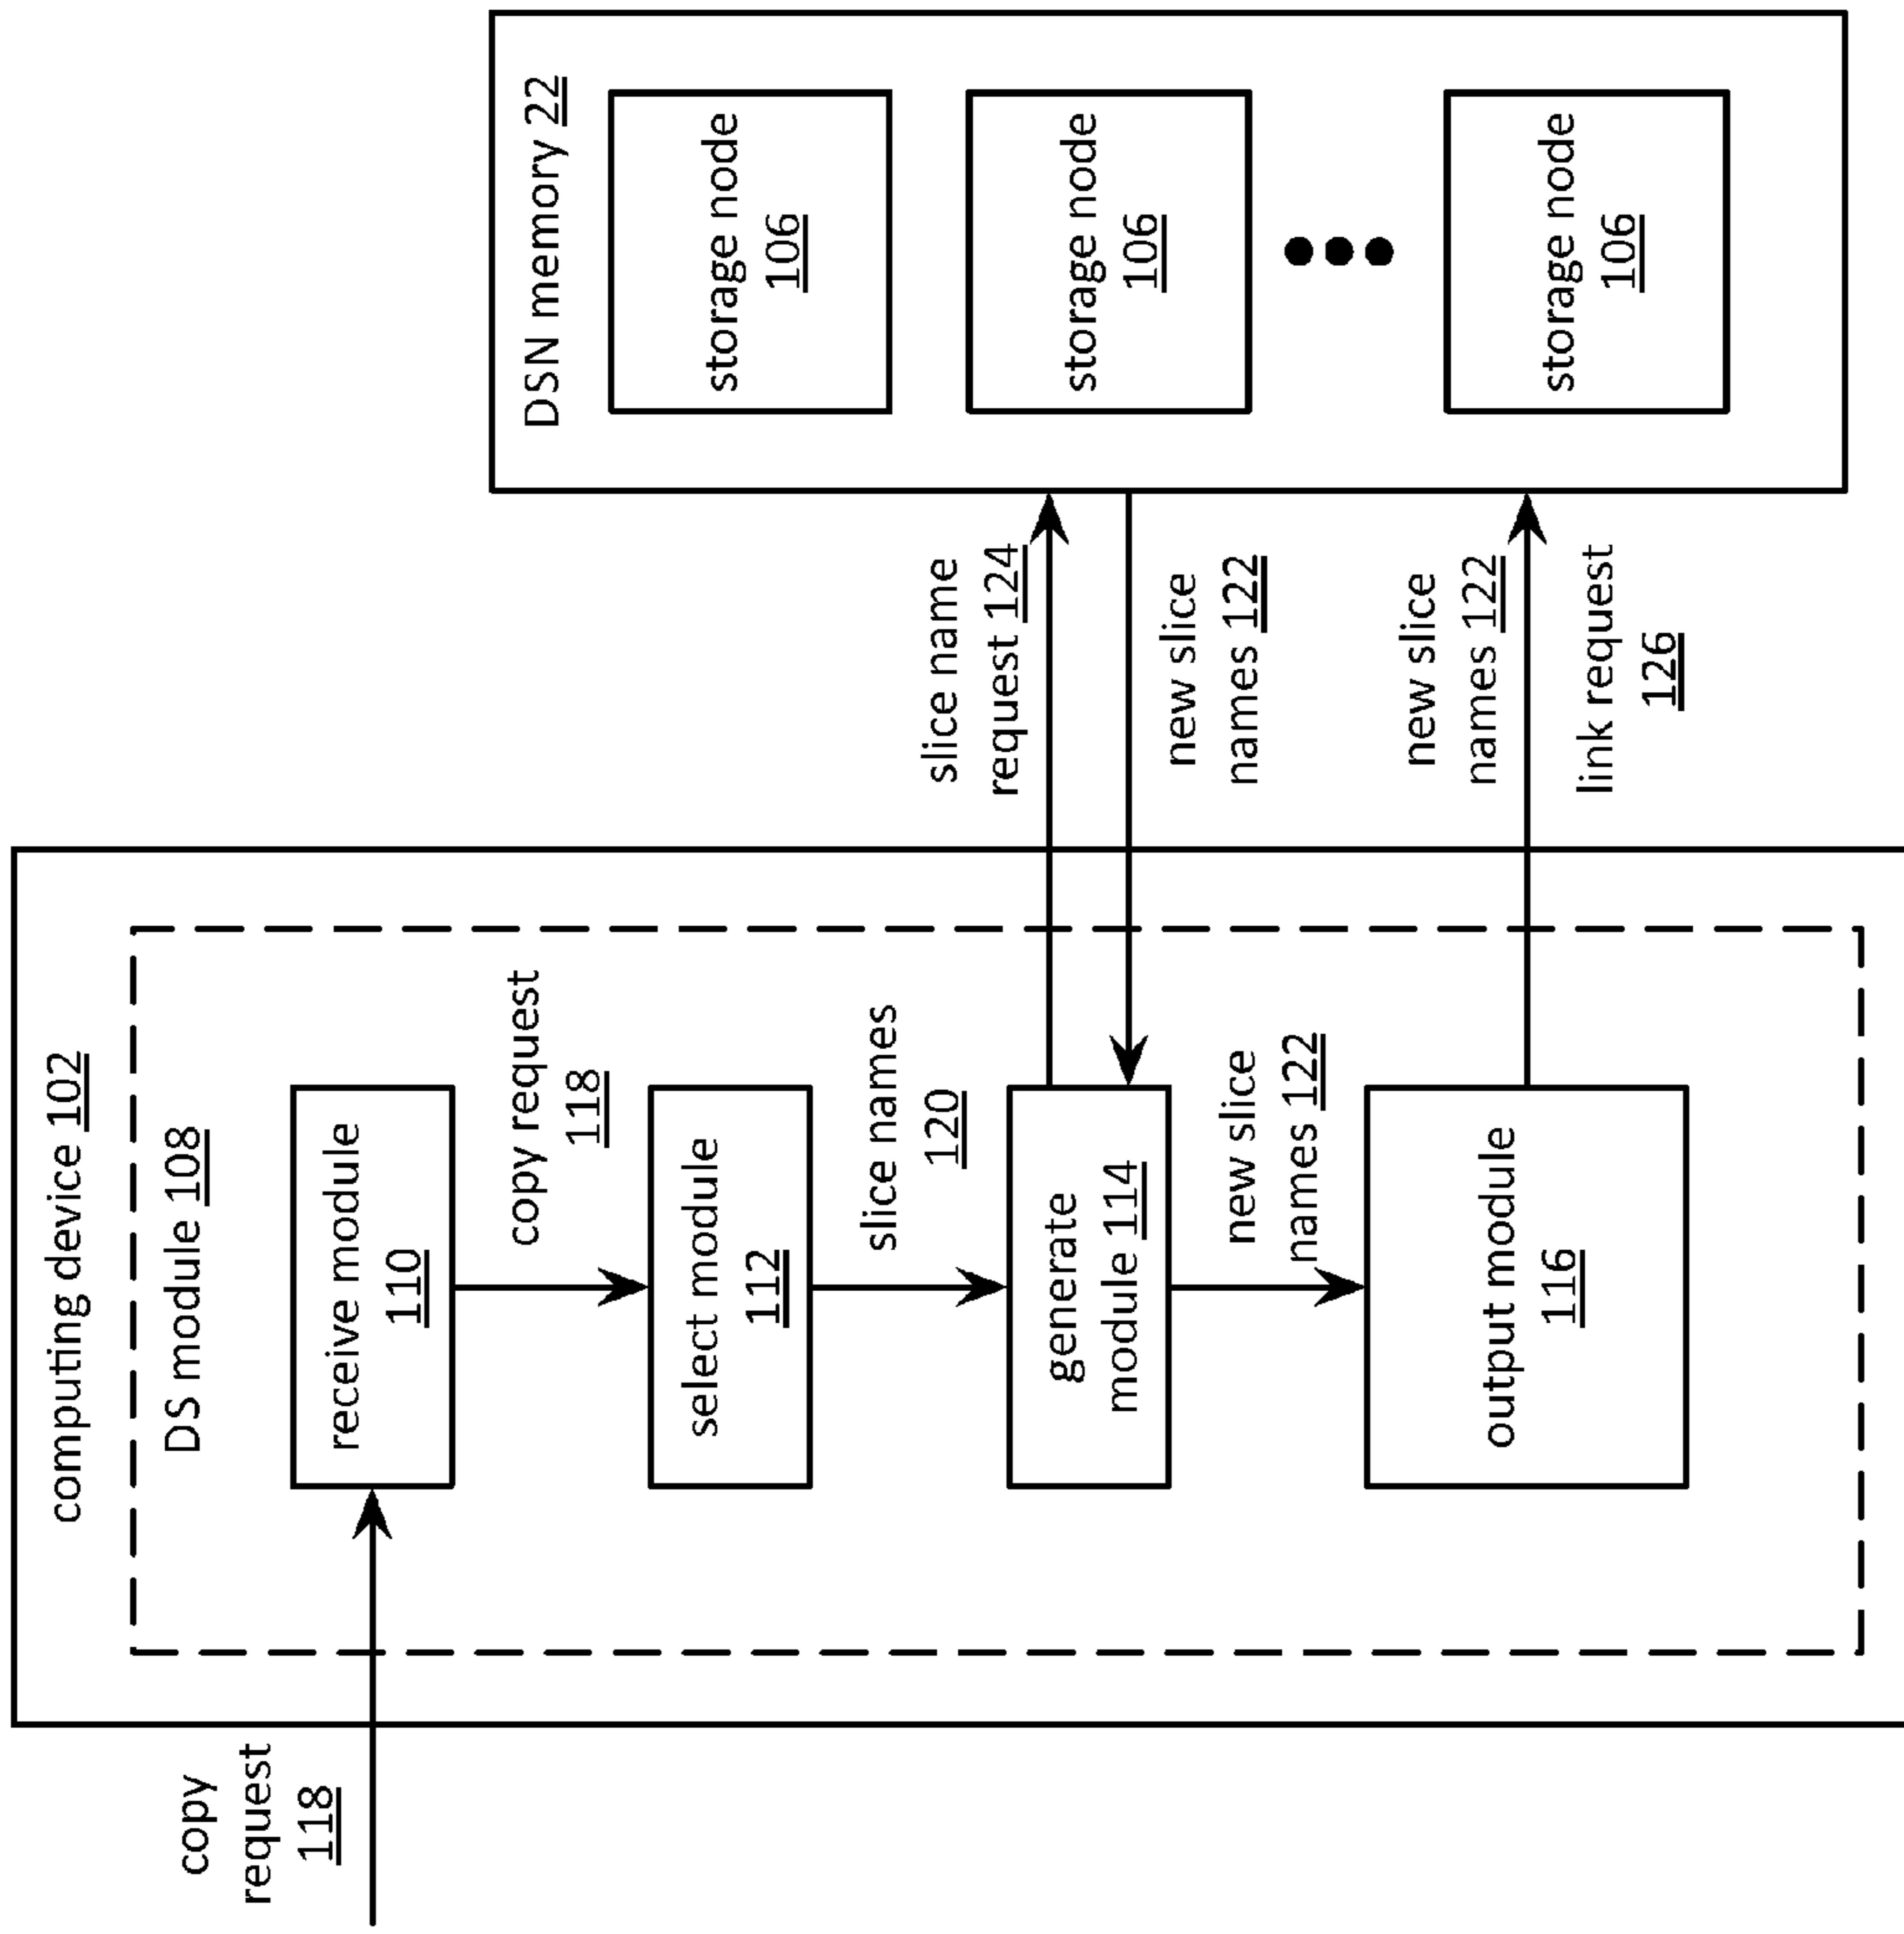 computing device 102
DS module 108
copy
request
118
receive module
110
copy request
118
select module
112
slice names
120
generate
module 114
new slice
names 122
output module
116
slice name
request 124
new slice
names 122
new slice
names 122
link request
126
DSN memory 22
storage node
106
storage node
106
storage node
106